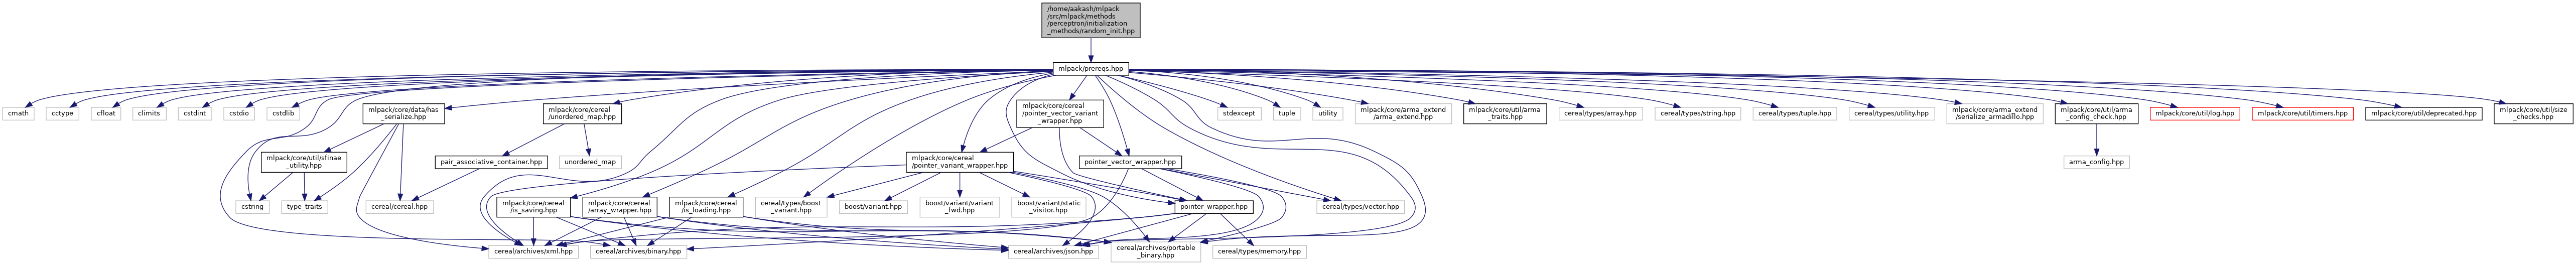 /home/aakash/mlpack
/src/mlpack/methods
/perceptron/initialization
_methods/random_init.hpp
mlpack/prereqs.hpp
cmath
cctype
cfloat
climits
cstdint
cstdio
cstdlib
mlpack/core/data/has
_serialize.hpp
mlpack/core/cereal
/unordered_map.hpp
mlpack/core/cereal
/pointer_vector_variant
_wrapper.hpp
stdexcept
tuple
utility
mlpack/core/arma_extend
/arma_extend.hpp
mlpack/core/util/arma
_traits.hpp
cereal/types/array.hpp
cereal/types/string.hpp
cereal/types/tuple.hpp
cereal/types/utility.hpp
mlpack/core/arma_extend
/serialize_armadillo.hpp
mlpack/core/util/arma
_config_check.hpp
mlpack/core/util/log.hpp
mlpack/core/util/timers.hpp
mlpack/core/util/deprecated.hpp
mlpack/core/util/size
_checks.hpp
mlpack/core/util/sfinae
_utility.hpp
pair_associative_container.hpp
unordered_map
mlpack/core/cereal
/pointer_variant_wrapper.hpp
pointer_vector_wrapper.hpp
arma_config.hpp
cstring
type_traits
cereal/cereal.hpp
mlpack/core/cereal
/is_saving.hpp
mlpack/core/cereal
/array_wrapper.hpp
mlpack/core/cereal
/is_loading.hpp
cereal/types/boost
_variant.hpp
boost/variant.hpp
boost/variant/variant
_fwd.hpp
boost/variant/static
_visitor.hpp
pointer_wrapper.hpp
cereal/types/vector.hpp
cereal/archives/xml.hpp
cereal/archives/binary.hpp
cereal/archives/json.hpp
cereal/archives/portable
_binary.hpp
cereal/types/memory.hpp